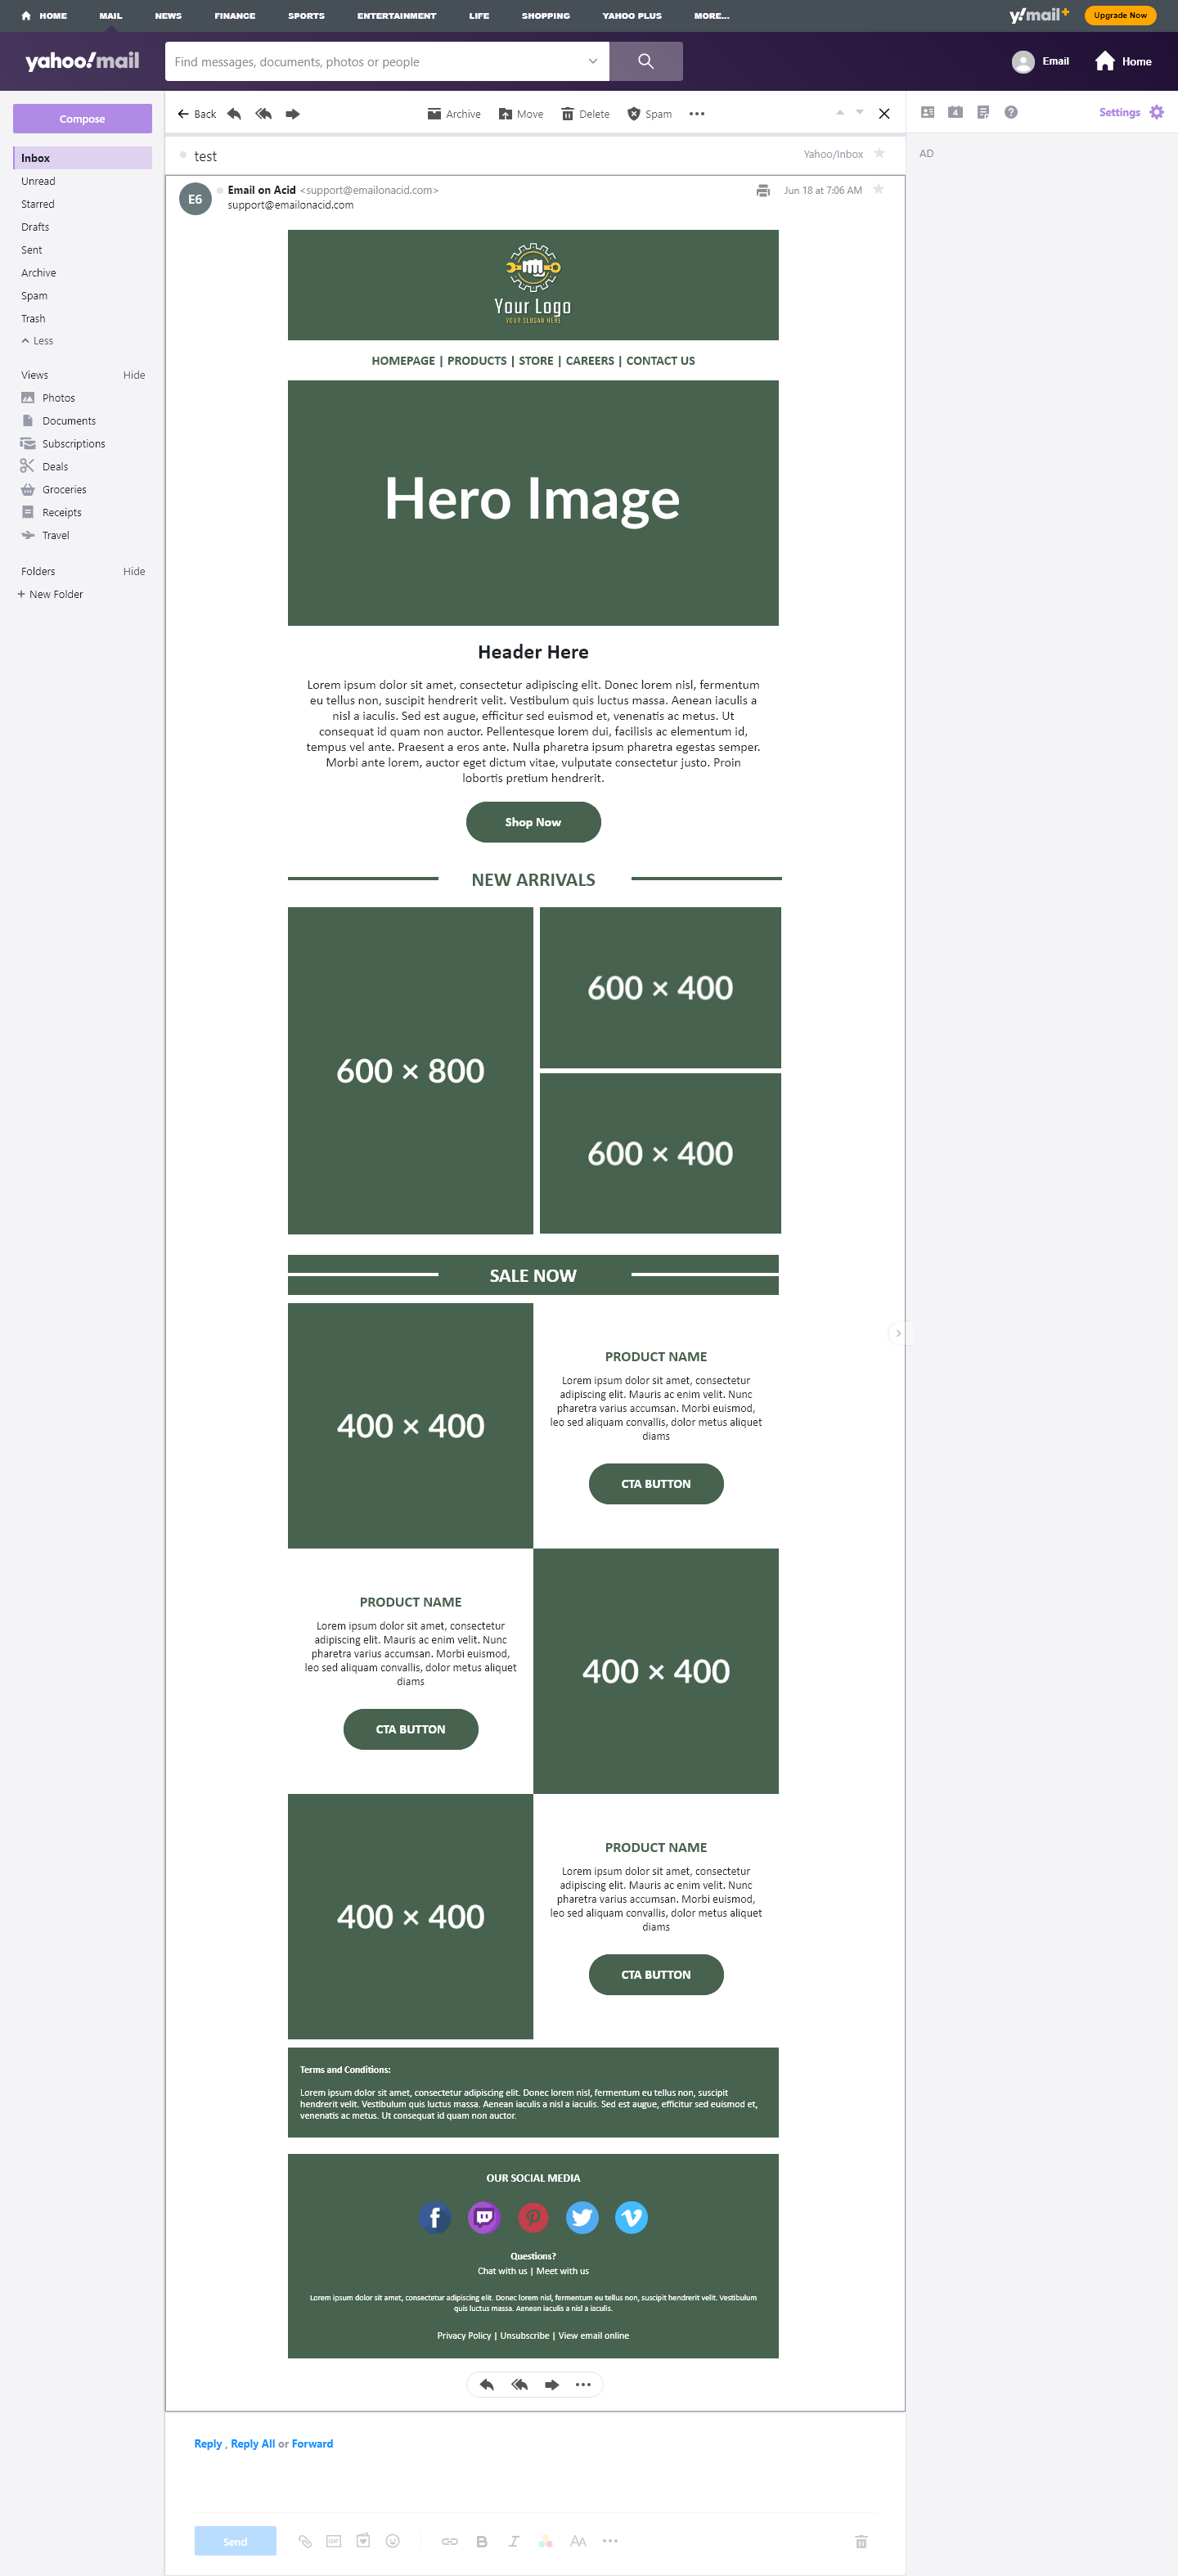 HOME MAIL NEWS FINANCE SPORTS ENTERTAINMENT LIFE SHOPPING YAHOO PLUS MORE...
y!mail+ Upgrade Now
yahoo!mail
Find messages, documents, photos or people
Email Home
Compose
Back Archive Move Delete Spam
4
Settings
Inbox
Unread
Starred
Drafts
Sent
Archive
Spam
Trash
Less
Views Hide
Photos
Documents
Subscriptions
Deals
Groceries
Receipts
Travel
Folders Hide
+ New Folder
test
Yahoo/Inbox
AD
E6
Email on Acid <support@emailonacid.com>
support@emailonacid.com
Jun 18 at 7:06 AM
Your Logo
YOUR SLOGAN HERE
HOMEPAGE | PRODUCTS | STORE | CAREERS | CONTACT US
Hero Image
Header Here
Lorem ipsum dolor sit amet, consectetur adipiscing elit. Donec lorem nisl, fermentum
eu tellus non, suscipit hendrerit velit. Vestibulum quis luctus massa. Aenean iaculis a
nisl a iaculis. Sed est augue, efficitur sed euismod et, venenatis ac metus. Ut
consequat id quam non auctor. Pellentesque lorem dui, facilisis ac elementum id,
tempus vel ante. Praesent a eros ante. Nulla pharetra ipsum pharetra egestas semper.
Morbi ante lorem, auctor eget dictum vitae, vulputate consectetur justo. Proin
lobortis pretium hendrerit.
Shop Now
NEW ARRIVALS
600 × 800
600 × 400
600 × 400
SALE NOW
400 × 400
PRODUCT NAME
Lorem ipsum dolor sit amet, consectetur
adipiscing elit. Mauris ac enim velit. Nunc
pharetra varius accumsan. Morbi euismod,
leo sed aliquam convallis, dolor metus aliquet
diams
CTA BUTTON
PRODUCT NAME
Lorem ipsum dolor sit amet, consectetur
adipiscing elit. Mauris ac enim velit. Nunc
pharetra varius accumsan. Morbi euismod,
leo sed aliquam convallis, dolor metus aliquet
diams
CTA BUTTON
400 × 400
400 × 400
PRODUCT NAME
Lorem ipsum dolor sit amet, consectetur
adipiscing elit. Mauris ac enim velit. Nunc
pharetra varius accumsan. Morbi euismod,
leo sed aliquam convallis, dolor metus aliquet
diams
CTA BUTTON
Terms and Conditions:
Lorem ipsum dolor sit amet, consectetur adipiscing elit. Donec lorem nisl, fermentum eu tellus non, suscipit
hendrerit velit. Vestibulum quis luctus massa. Aenean iaculis a nisl a iaculis. Sed est augue, efficitur sed euismod et,
venenatis ac metus. Ut consequat id quam non auctor.
OUR SOCIAL MEDIA
Questions?
Chat with us | Meet with us
Lorem ipsum dolor sit amet, consectetur adipiscing elit. Donec lorem nisl, fermentum eu tellus non, suscipit hendrerit velit. Vestibulum
quis luctus massa. Aenean iaculis a nisl a iaculis.
Privacy Policy | Unsubscribe | View email online
Reply , Reply All or Forward
Send GIF B I AA